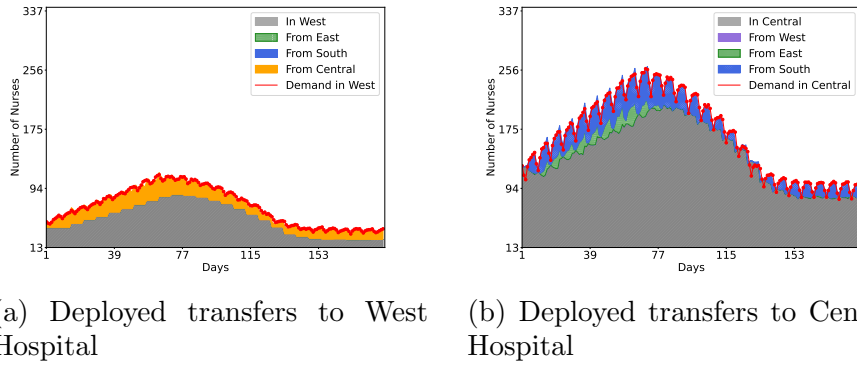 337
256
175
94
13
Number of Nurses
1 39 77 115 153
Days
In West
From East
From South
From Central
Demand in West
337
256
175
94
13
Number of Nurses
1 39 77 115 153
Days
In Central
From West
From East
From South
Demand in Central
a) Deployed transfers to West
Hospital
(b) Deployed transfers to Cen
Hospital